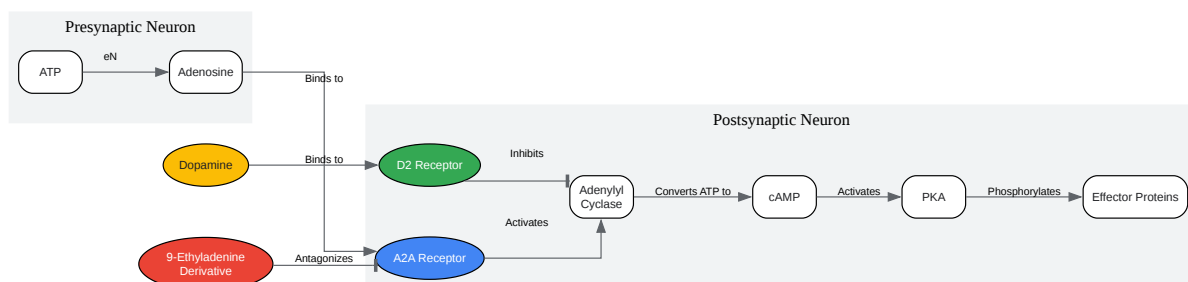 Presynaptic Neuron
ATP
eN
Adenosine
Binds to
Postsynaptic Neuron
Dopamine
Binds to
D2 Receptor
Inhibits
Adenylyl
Cyclase
Converts ATP to
cAMP
Activates
PKA
Phosphorylates
Effector Proteins
Activates
9-Ethyladenine
Derivative
Antagonizes
A2A Receptor